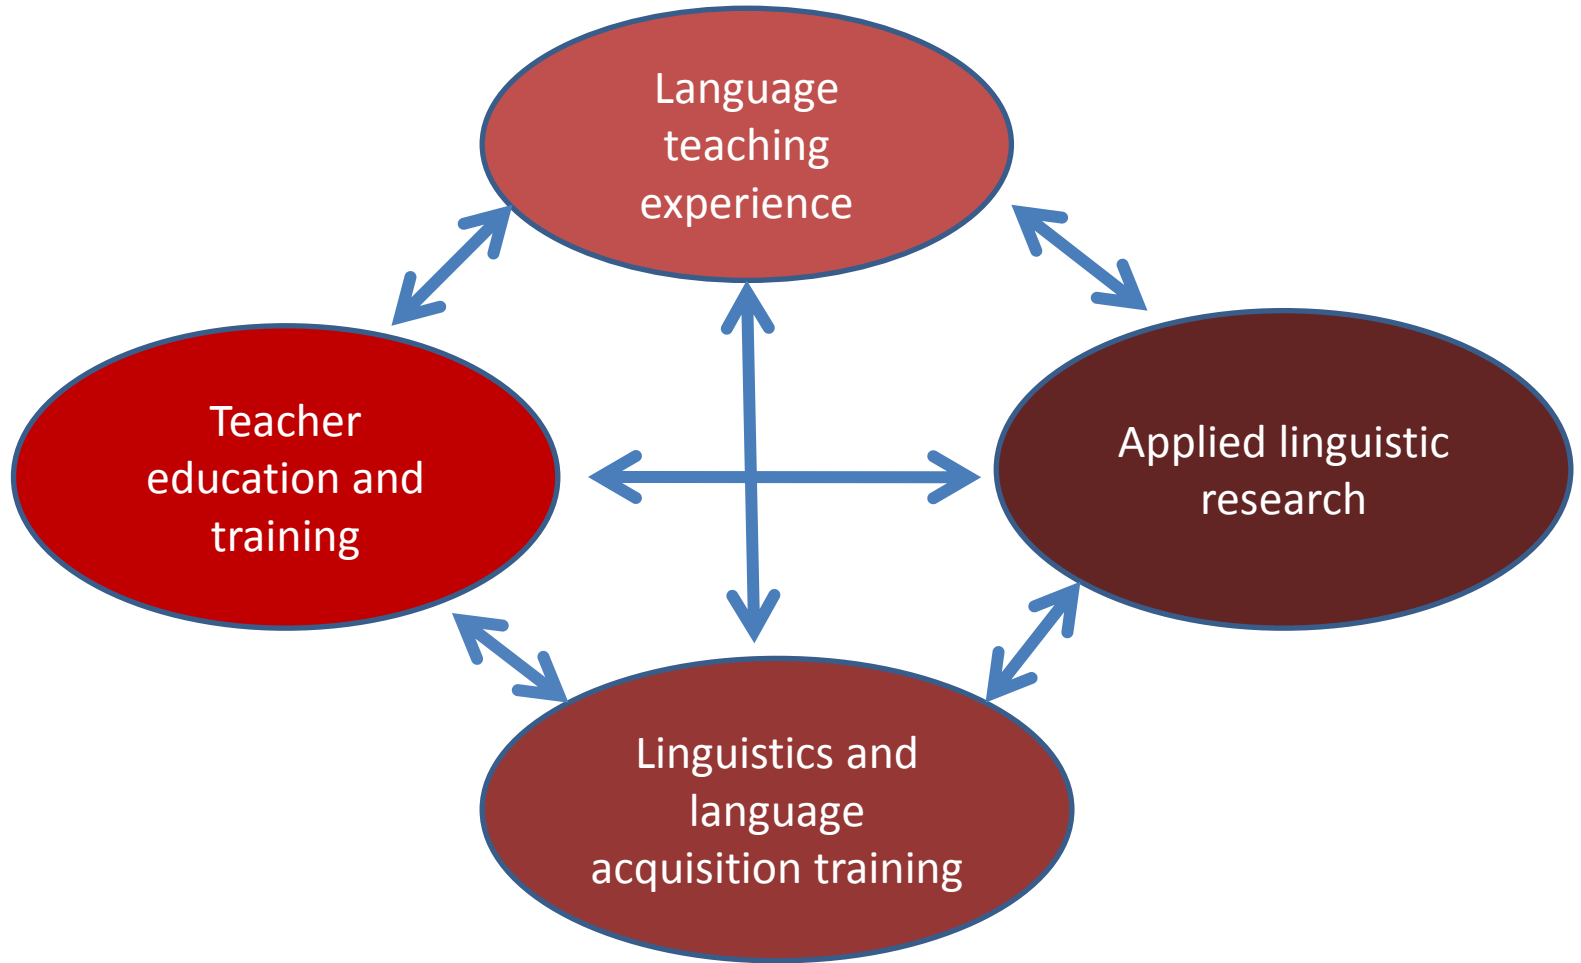 Language
teaching
experience
Teacher
education and
training
Applied linguistic
research
Linguistics and
language
acquisition training